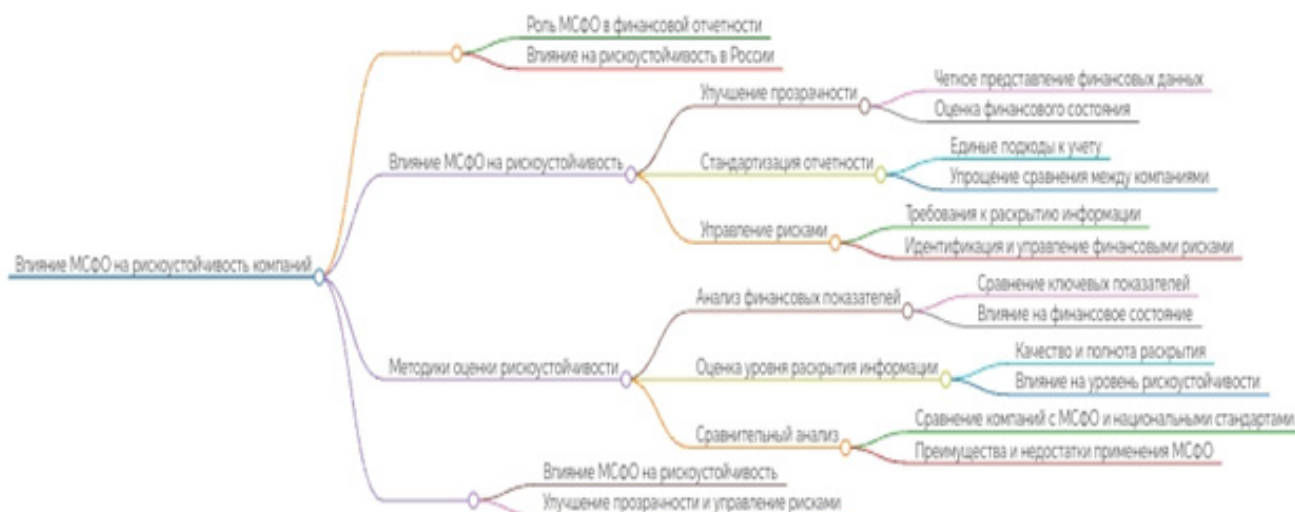 Роль МСФО в финансовой отчетности
Влияние на рискоустойчивость в России
Четкое представление финансовых данных
Улучшение прозрачности
Оценка финансового состояния
Единые подходы к учету
Влияние МСФО на рискоустойчивость
Стандартизация отчетности
Упрощение сравнения между компаниями
Требования к раскрытию информации
Управление рисками
Идентификация и управление финансовыми рисками
Влияние МСФО на рискоустойчивость компаний
Сравнение ключевых показателей
Анализ финансовых показателей
Влияние на финансовое состояние
Качество и полнота раскрытия
Методики оценки рискоустойчивости
Оценка уровня раскрытия информации
Влияние на уровень рискоустойчивости
Сравнение компаний с МСФО и национальными стандартами
Сравнительный анализ
Преимущества и недостатки применения МСФО
Влияние МСФО на рискоустойчивость
Улучшение прозрачности и управление рисками